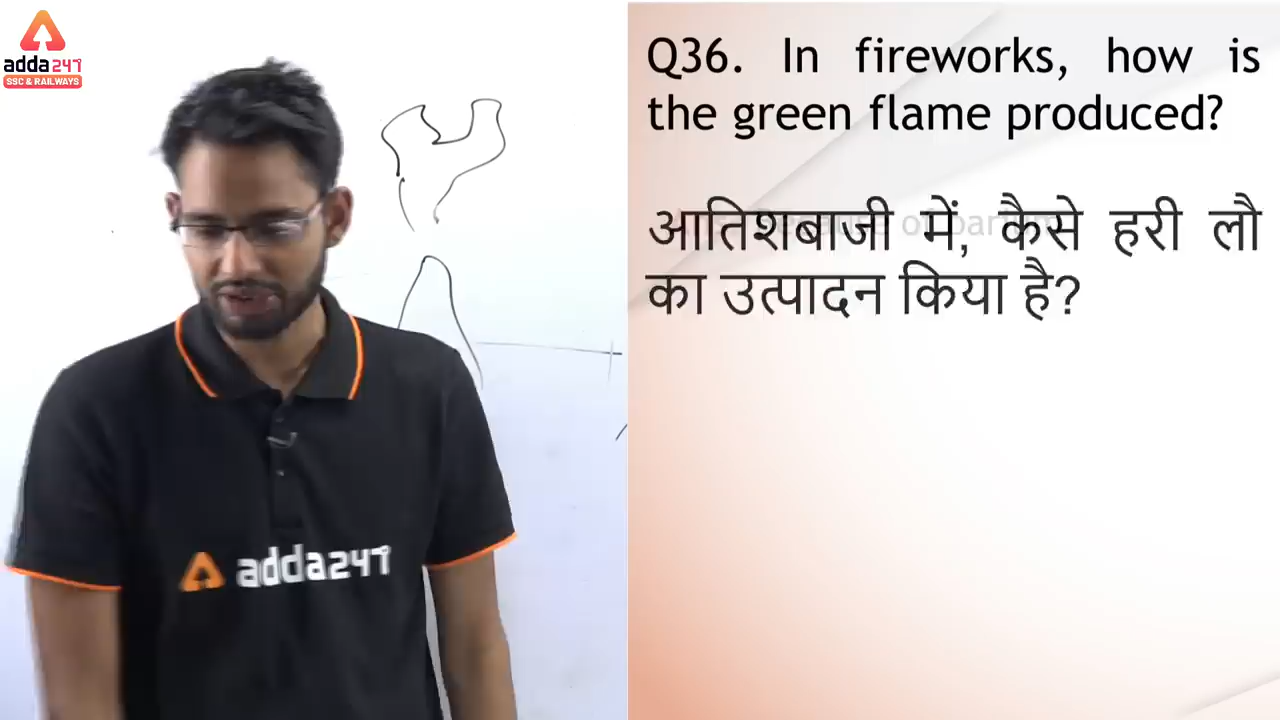 adda247
SSC & RAILWAYS
Q36. In fireworks, how is
the green flame produced?
आतिशबाजी में, कैसे हरी लौ
का उत्पादन किया है?
adda247